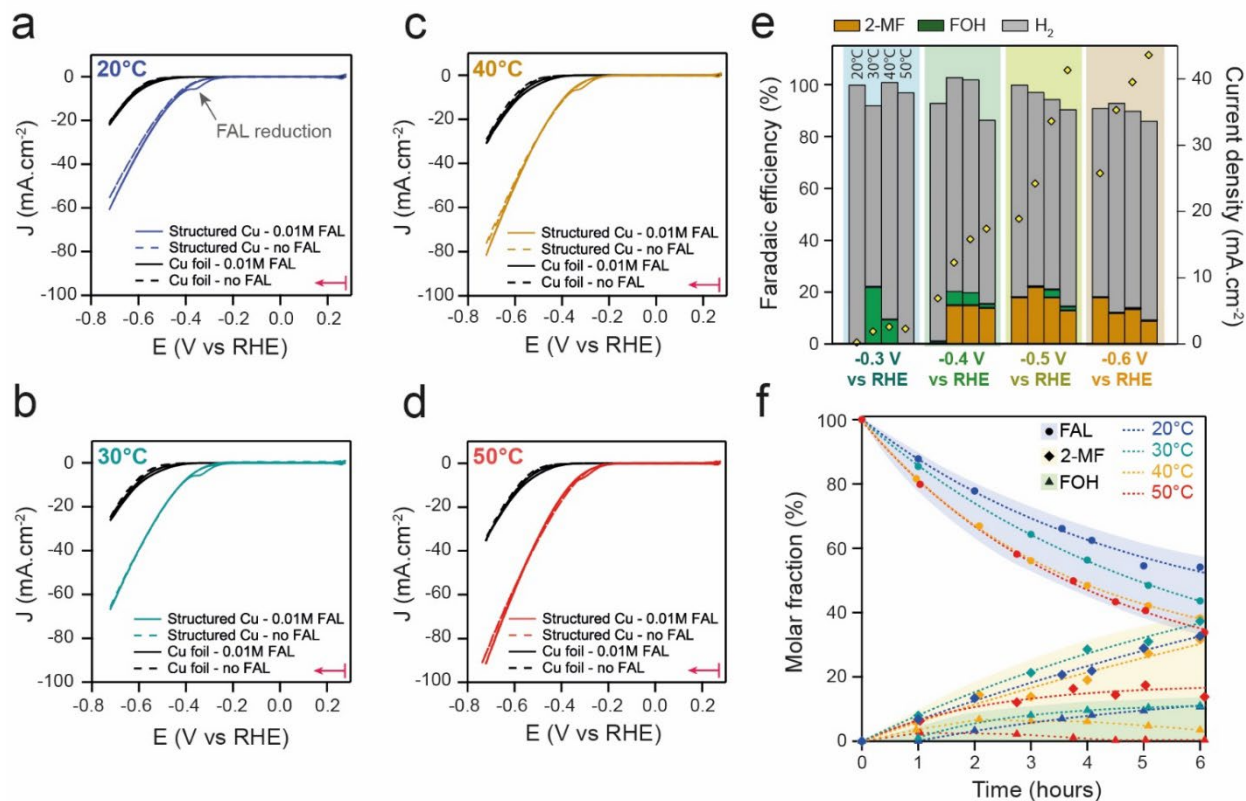 a
20°C
FAL reduction
0
-20
-40
-60
-80
-100
J (mA.cm-2)
Structured Cu - 0.01M FAL
Structured Cu - no FAL
Cu foil - 0.01M FAL
Cu foil - no FAL
-0.8 -0.6 -0.4 -0.2 0.0 0.2
E (V vs RHE)
b
30°C
0
-20
-40
-60
-80
-100
J (mA.cm-2)
Structured Cu - 0.01M FAL
Structured Cu - no FAL
Cu foil - 0.01M FAL
Cu foil - no FAL
-0.8 -0.6 -0.4 -0.2 0.0 0.2
E (V vs RHE)
c
40°C
0
-20
-40
-60
-80
-100
J (mA.cm-2)
Structured Cu - 0.01M FAL
Structured Cu - no FAL
Cu foil - 0.01M FAL
Cu foil - no FAL
-0.8 -0.6 -0.4 -0.2 0.0 0.2
E (V vs RHE)
d
50°C
0
-20
-40
-60
-80
-100
J (mA.cm-2)
Structured Cu - 0.01M FAL
Structured Cu - no FAL
Cu foil - 0.01M FAL
Cu foil - no FAL
-0.8 -0.6 -0.4 -0.2 0.0 0.2
E (V vs RHE)
e
2-MF FOH H2
20°C
30°C
40°C
50°C
100
80
60
40
20
0
Faradaic efficiency (%)
40
30
20
10
0
Current density (mA.cm-2)
-0.3 V -0.4 V -0.5 V -0.6 V
vs RHE vs RHE vs RHE vs RHE
f
FAL 20°C
2-MF 30°C
FOH 40°C
50°C
100
80
60
40
20
0
Molar fraction (%)
0 1 2 3 4 5 6
Time (hours)